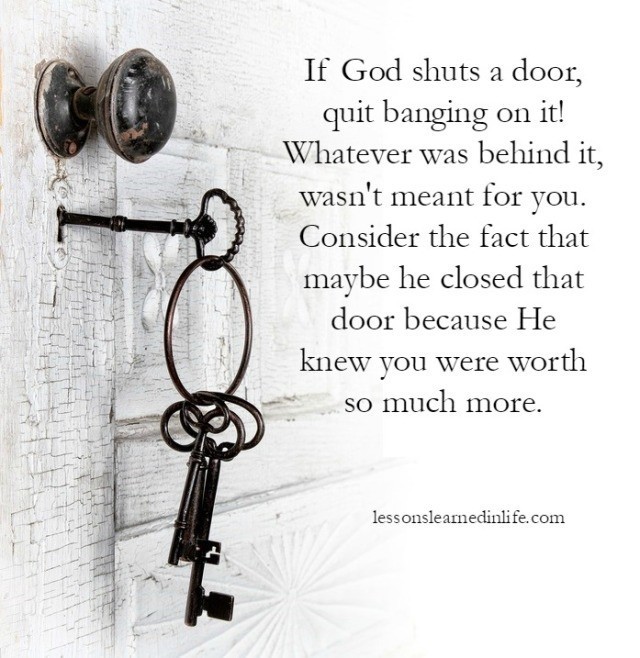 If God shuts a door,
quit banging on it!
Whatever was behind it,
wasn't meant for you.
Consider the fact that
maybe he closed that
door because He
knew you were worth
so much more.
lessonslearnedinlife.com